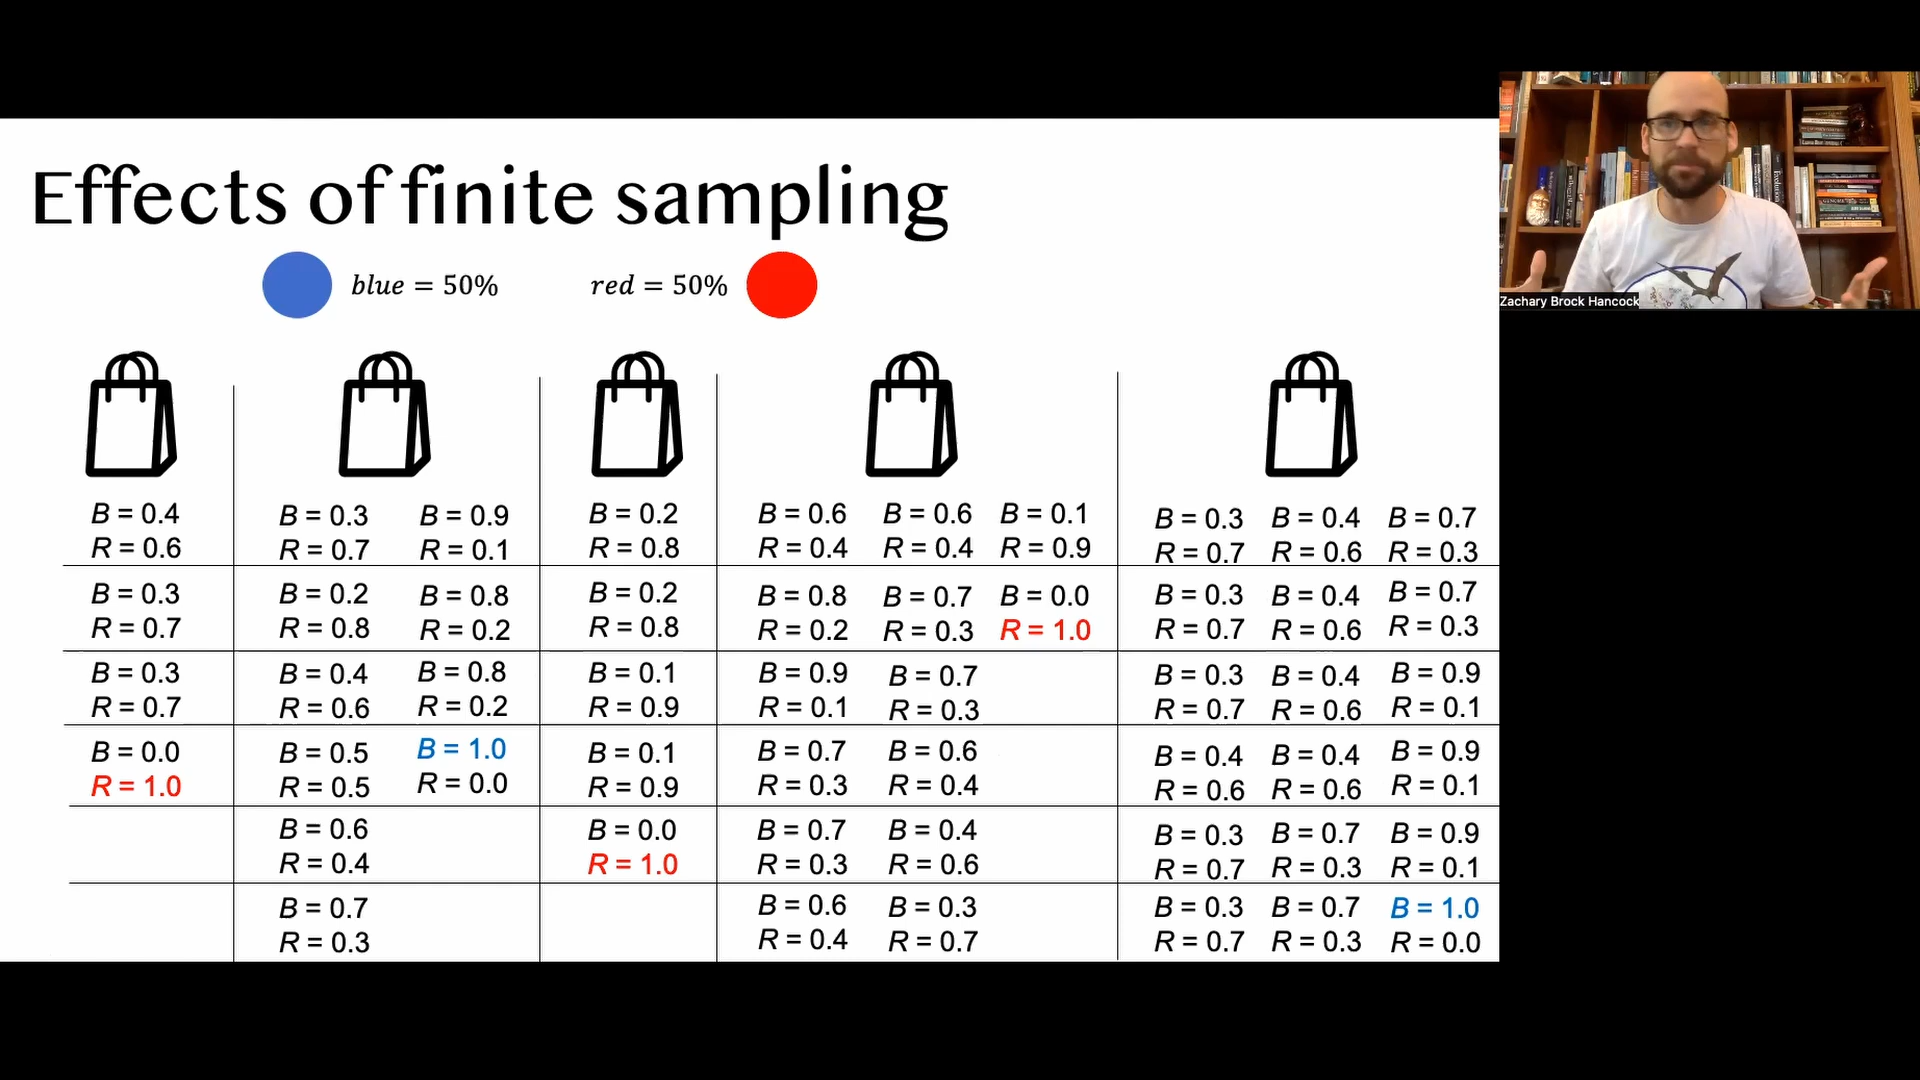 Effects of finite sampling
blue = 50% red = 50%
Zachary Brock Hancock
B = 0.4 B = 0.3 B = 0.9 B = 0.2 B = 0.6 B = 0.6 B = 0.1 B = 0.3 B = 0.4 B = 0.7
R = 0.6 R = 0.7 R = 0.1 R = 0.8 R = 0.4 R = 0.4 R = 0.9 R = 0.7 R = 0.6 R = 0.3
B = 0.3 B = 0.2 B = 0.8 B = 0.2 B = 0.8 B = 0.7 B = 0.0 B = 0.3 B = 0.4 B = 0.7
R = 0.7 R = 0.8 R = 0.2 R = 0.8 R = 0.2 R = 0.3 R = 1.0 R = 0.7 R = 0.6 R = 0.3
B = 0.3 B = 0.4 B = 0.8 B = 0.1 B = 0.9 B = 0.7 B = 0.3 B = 0.4 B = 0.9
R = 0.7 R = 0.6 R = 0.2 R = 0.9 R = 0.1 R = 0.3 R = 0.7 R = 0.6 R = 0.1
B = 0.0 B = 0.5 B = 1.0 B = 0.1 B = 0.7 B = 0.6 B = 0.4 B = 0.4 B = 0.9
R = 1.0 R = 0.5 R = 0.0 R = 0.9 R = 0.3 R = 0.4 R = 0.6 R = 0.6 R = 0.1
B = 0.6 B = 0.0 B = 0.7 B = 0.4 B = 0.3 B = 0.7 B = 0.9
R = 0.4 R = 1.0 R = 0.3 R = 0.6 R = 0.7 R = 0.3 R = 0.1
B = 0.7 B = 0.6 B = 0.3 B = 0.3 B = 0.7 B = 1.0
R = 0.3 R = 0.4 R = 0.7 R = 0.7 R = 0.3 R = 0.0